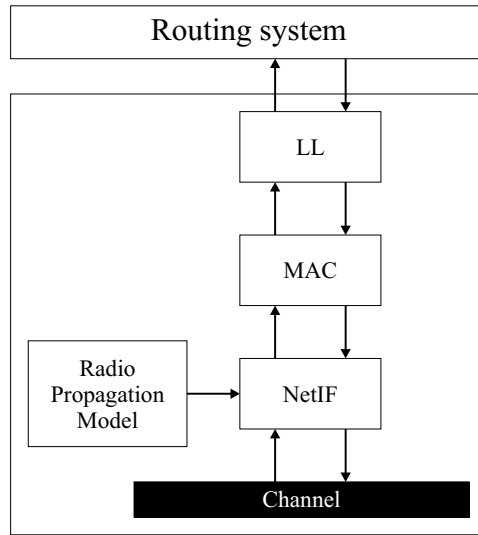 Routing system
LL
MAC
Radio
Propagation
Model
NetIF
Channel